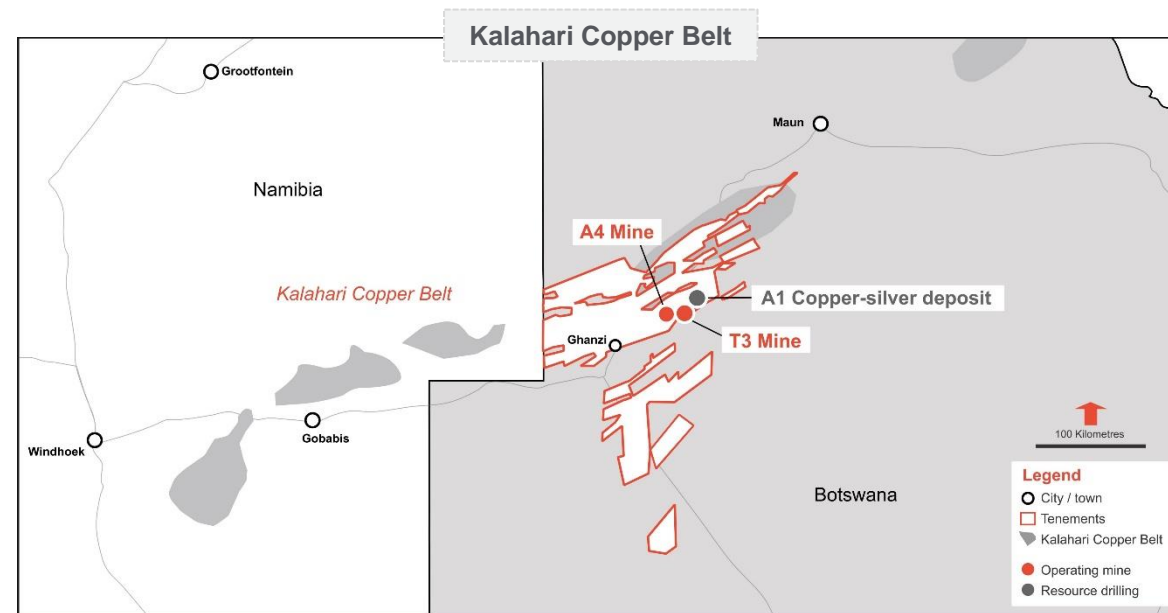 Kalahari Copper Belt
Grootfontein
Maun
Namibia
A4 Mine
Kalahari Copper Belt
A1 Copper-silver deposit
T3 Mine
Ghanzi
Gobabis
Windhoek
100 Kilometres
Botswana
Legend
City / town
Tenements
Kalahari Copper Belt
Operating mine
Resource drilling